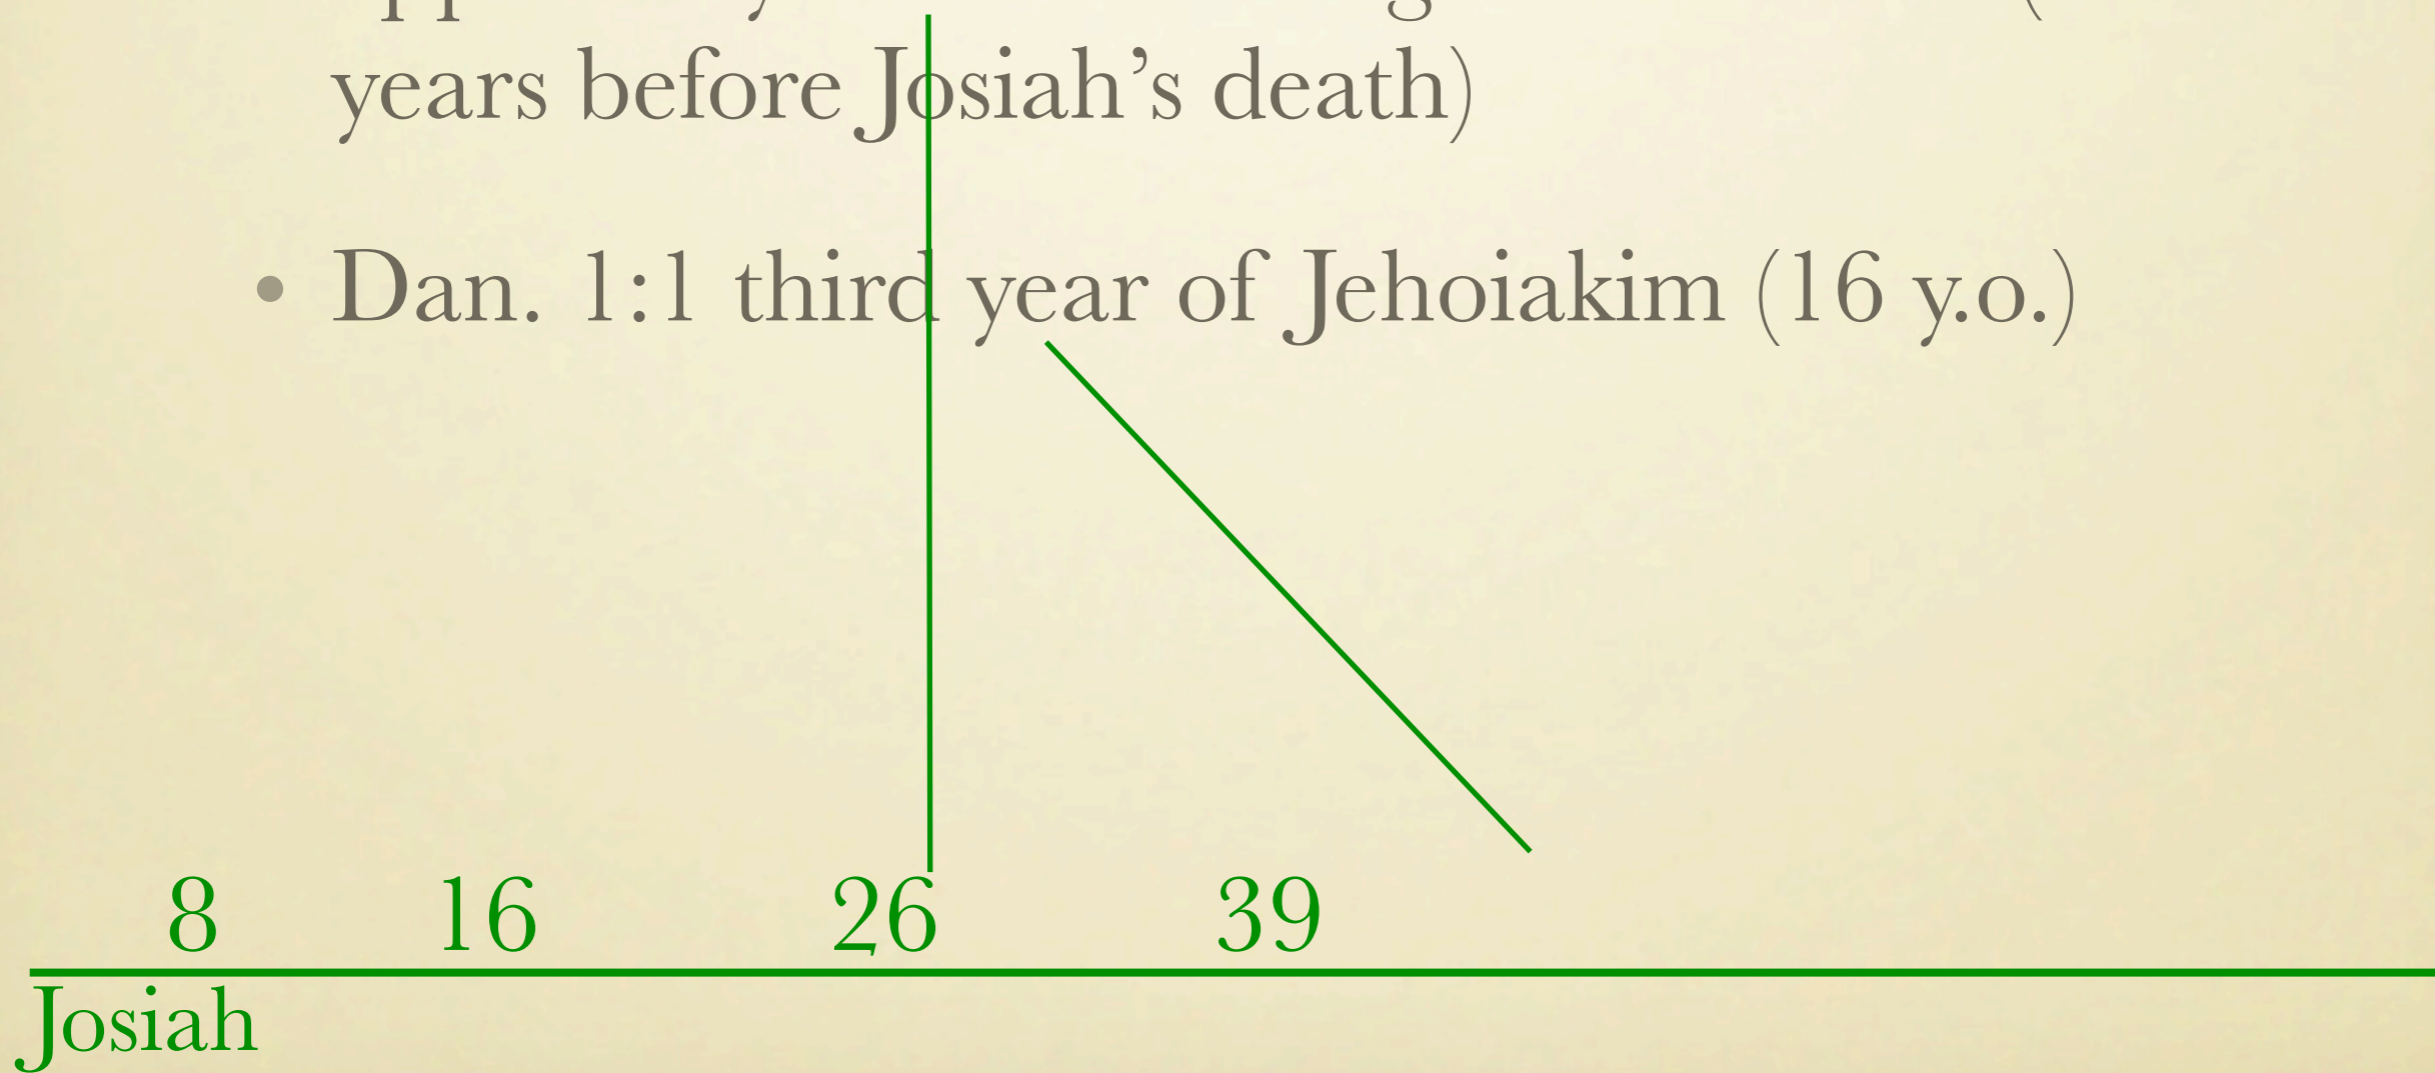 years before Josiah’s death)
• Dan. 1:1 third year of Jehoiakim (16 y.o.)
8 16 26 39
Josiah